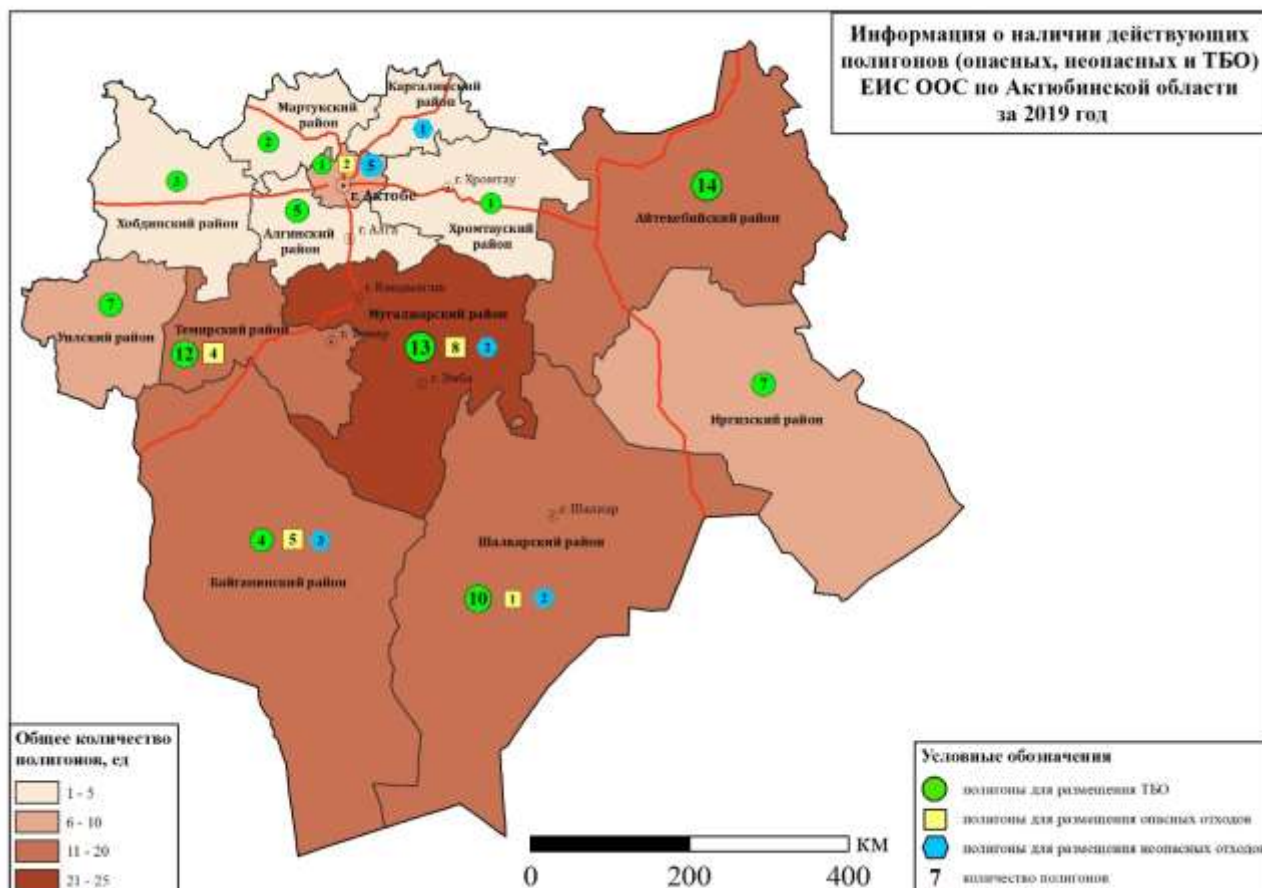 Информация о наличии действующих
полигонов (опасных, неопасных и ТБО)
ЕИС ООС по Актюбинской области
за 2019 год
Каргалинский
район
Мартукский
район
1
2
1
2
5
3
г. Хромтау
14
г. Актобе
5
1
Айтекебийский район
Хобдинский район
Алгинский
район
г. Алга
Хромтауский
район
г. Кандыагаш
7
Мугалжарский район
Уилский район
Темирский район
г. Темир
12
4
13
8
г. Эмба
7
Иргизский район
г. Шалкар
4
5
3
Шалкарский район
Байганинский район
10
1
2
Общее количество
полигонов, ед
1 - 5
6 - 10
11 - 20
21 - 25
0
200
400
КМ
Условные обозначения
полигоны для размещения ТБО
полигоны для размещения опасных отходов
полигоны для размещения неопасных отходов
7
количество полигонов